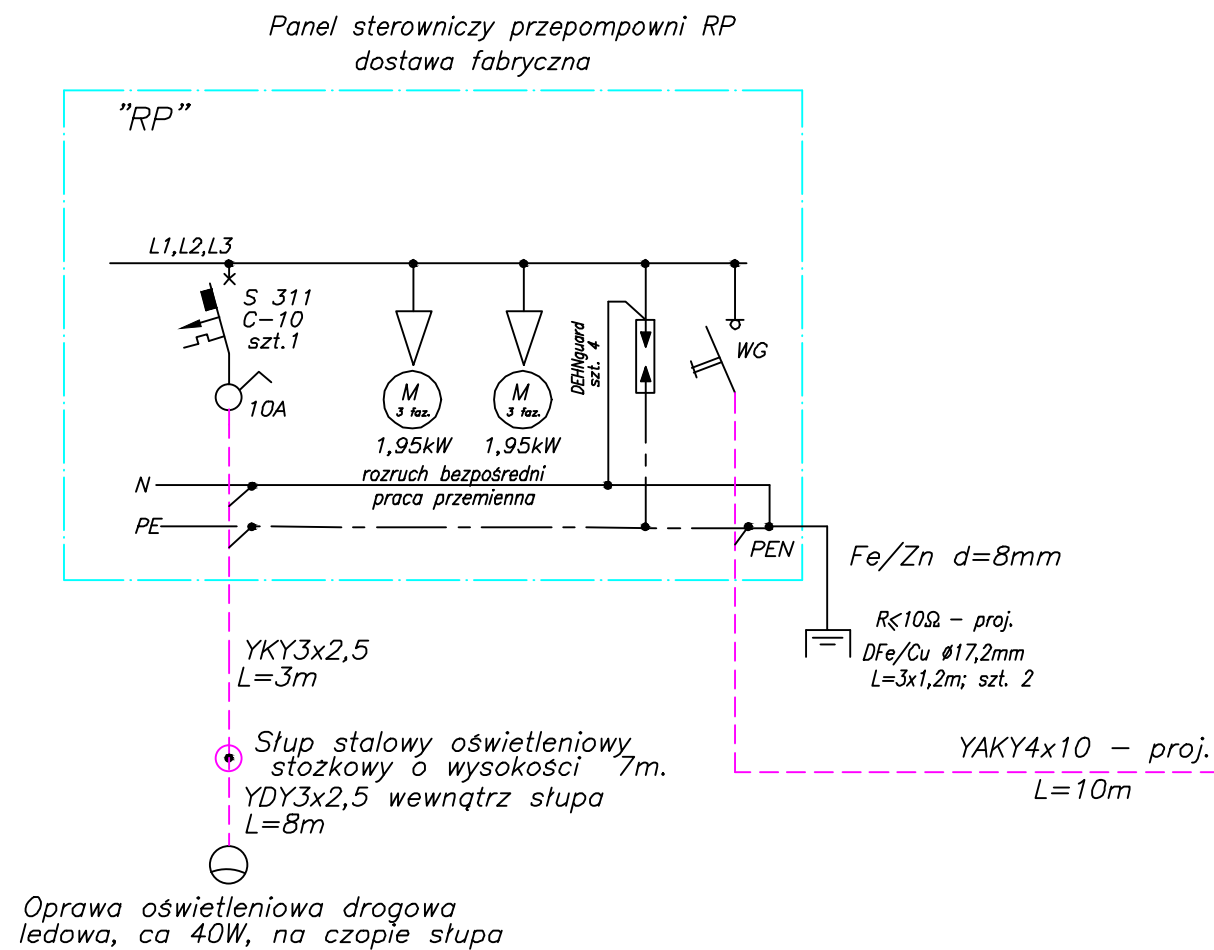 Panel sterowniczy przepompowni RP
dostawa fabryczna
"RP"
L1,L2,L3
S 311
C-10
szt.1
10A
M
3 faz.
1,95kW
M
3 faz.
1,95kW
rozruch bezpośredni
praca przemienna
DEHNguard
szt. 4
WG
N
PE
PEN
Fe/Zn d=8mm
R⩽10Ω - proj.
DFe/Cu ø17,2mm
L=3x1,2m; szt. 2
YKY3x2,5
L=3m
Słup stalowy oświetleniowy
stożkowy o wysokości 7m.
YDY3x2,5 wewnątrz słupa
L=8m
YAKY4x10 - proj.
L=10m
Oprawa oświetleniowa drogowa
ledowa, ca 40W, na czopie słupa